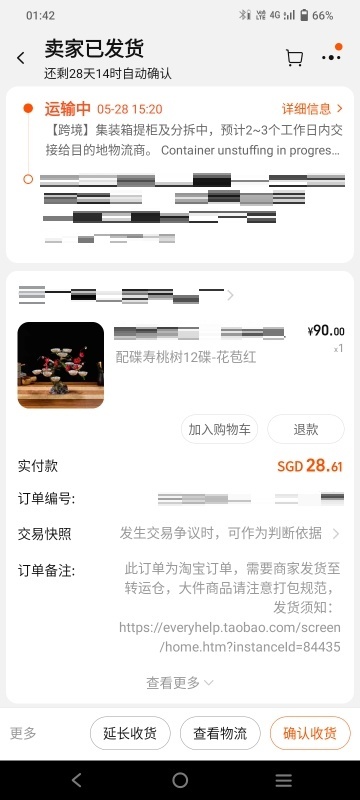 01:42
4G
66%
卖家已发货
还剩28天14时自动确认
运输中 05-28 15:20
详细信息
【跨境】集装箱提柜及分拆中，预计2~3个工作日内交
接给目的地物流商。 Container unstuffing in progres...
¥90.00
配碟寿桃树12碟-花苞红
x1
加入购物车
退款
实付款
SGD 28.61
订单编号:
交易快照
发生交易争议时，可作为判断依据
订单备注:
此订单为淘宝订单，需要商家发货至
转运仓，大件商品请注意打包规范，
发货须知：
https://everyhelp.taobao.com/screen
/home.htm?instanceId=84435
查看更多
更多
延长收货
查看物流
确认收货